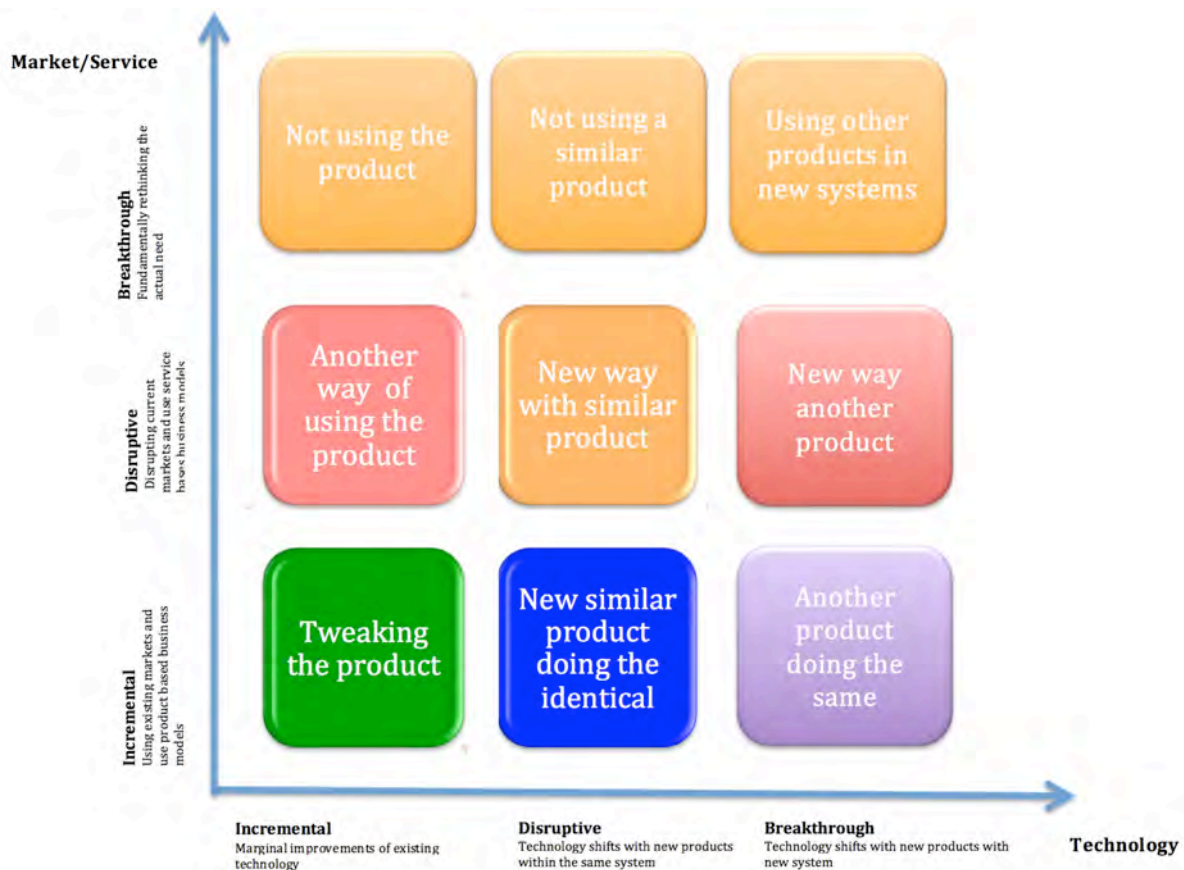 Market/Service
Not using the
product
Not using a
similar
product
Using other
products in
new systems
Breakthrough
Fundamentally rethinking the
actual need
Another
way of
using the
product
New way
with similar
product
New way
another
product
Disruptive
Disrupting current
markets and use service
bases business models
Tweaking
the product
New similar
product
doing the
identical
Another
product
doing the
same
Incremental
Using existing markets and
use product based business
models
Incremental
Marginal improvements of existing
technology
Disruptive
Technology shifts with new products
within the same system
Breakthrough
Technology shifts with new products with
new system
Technology